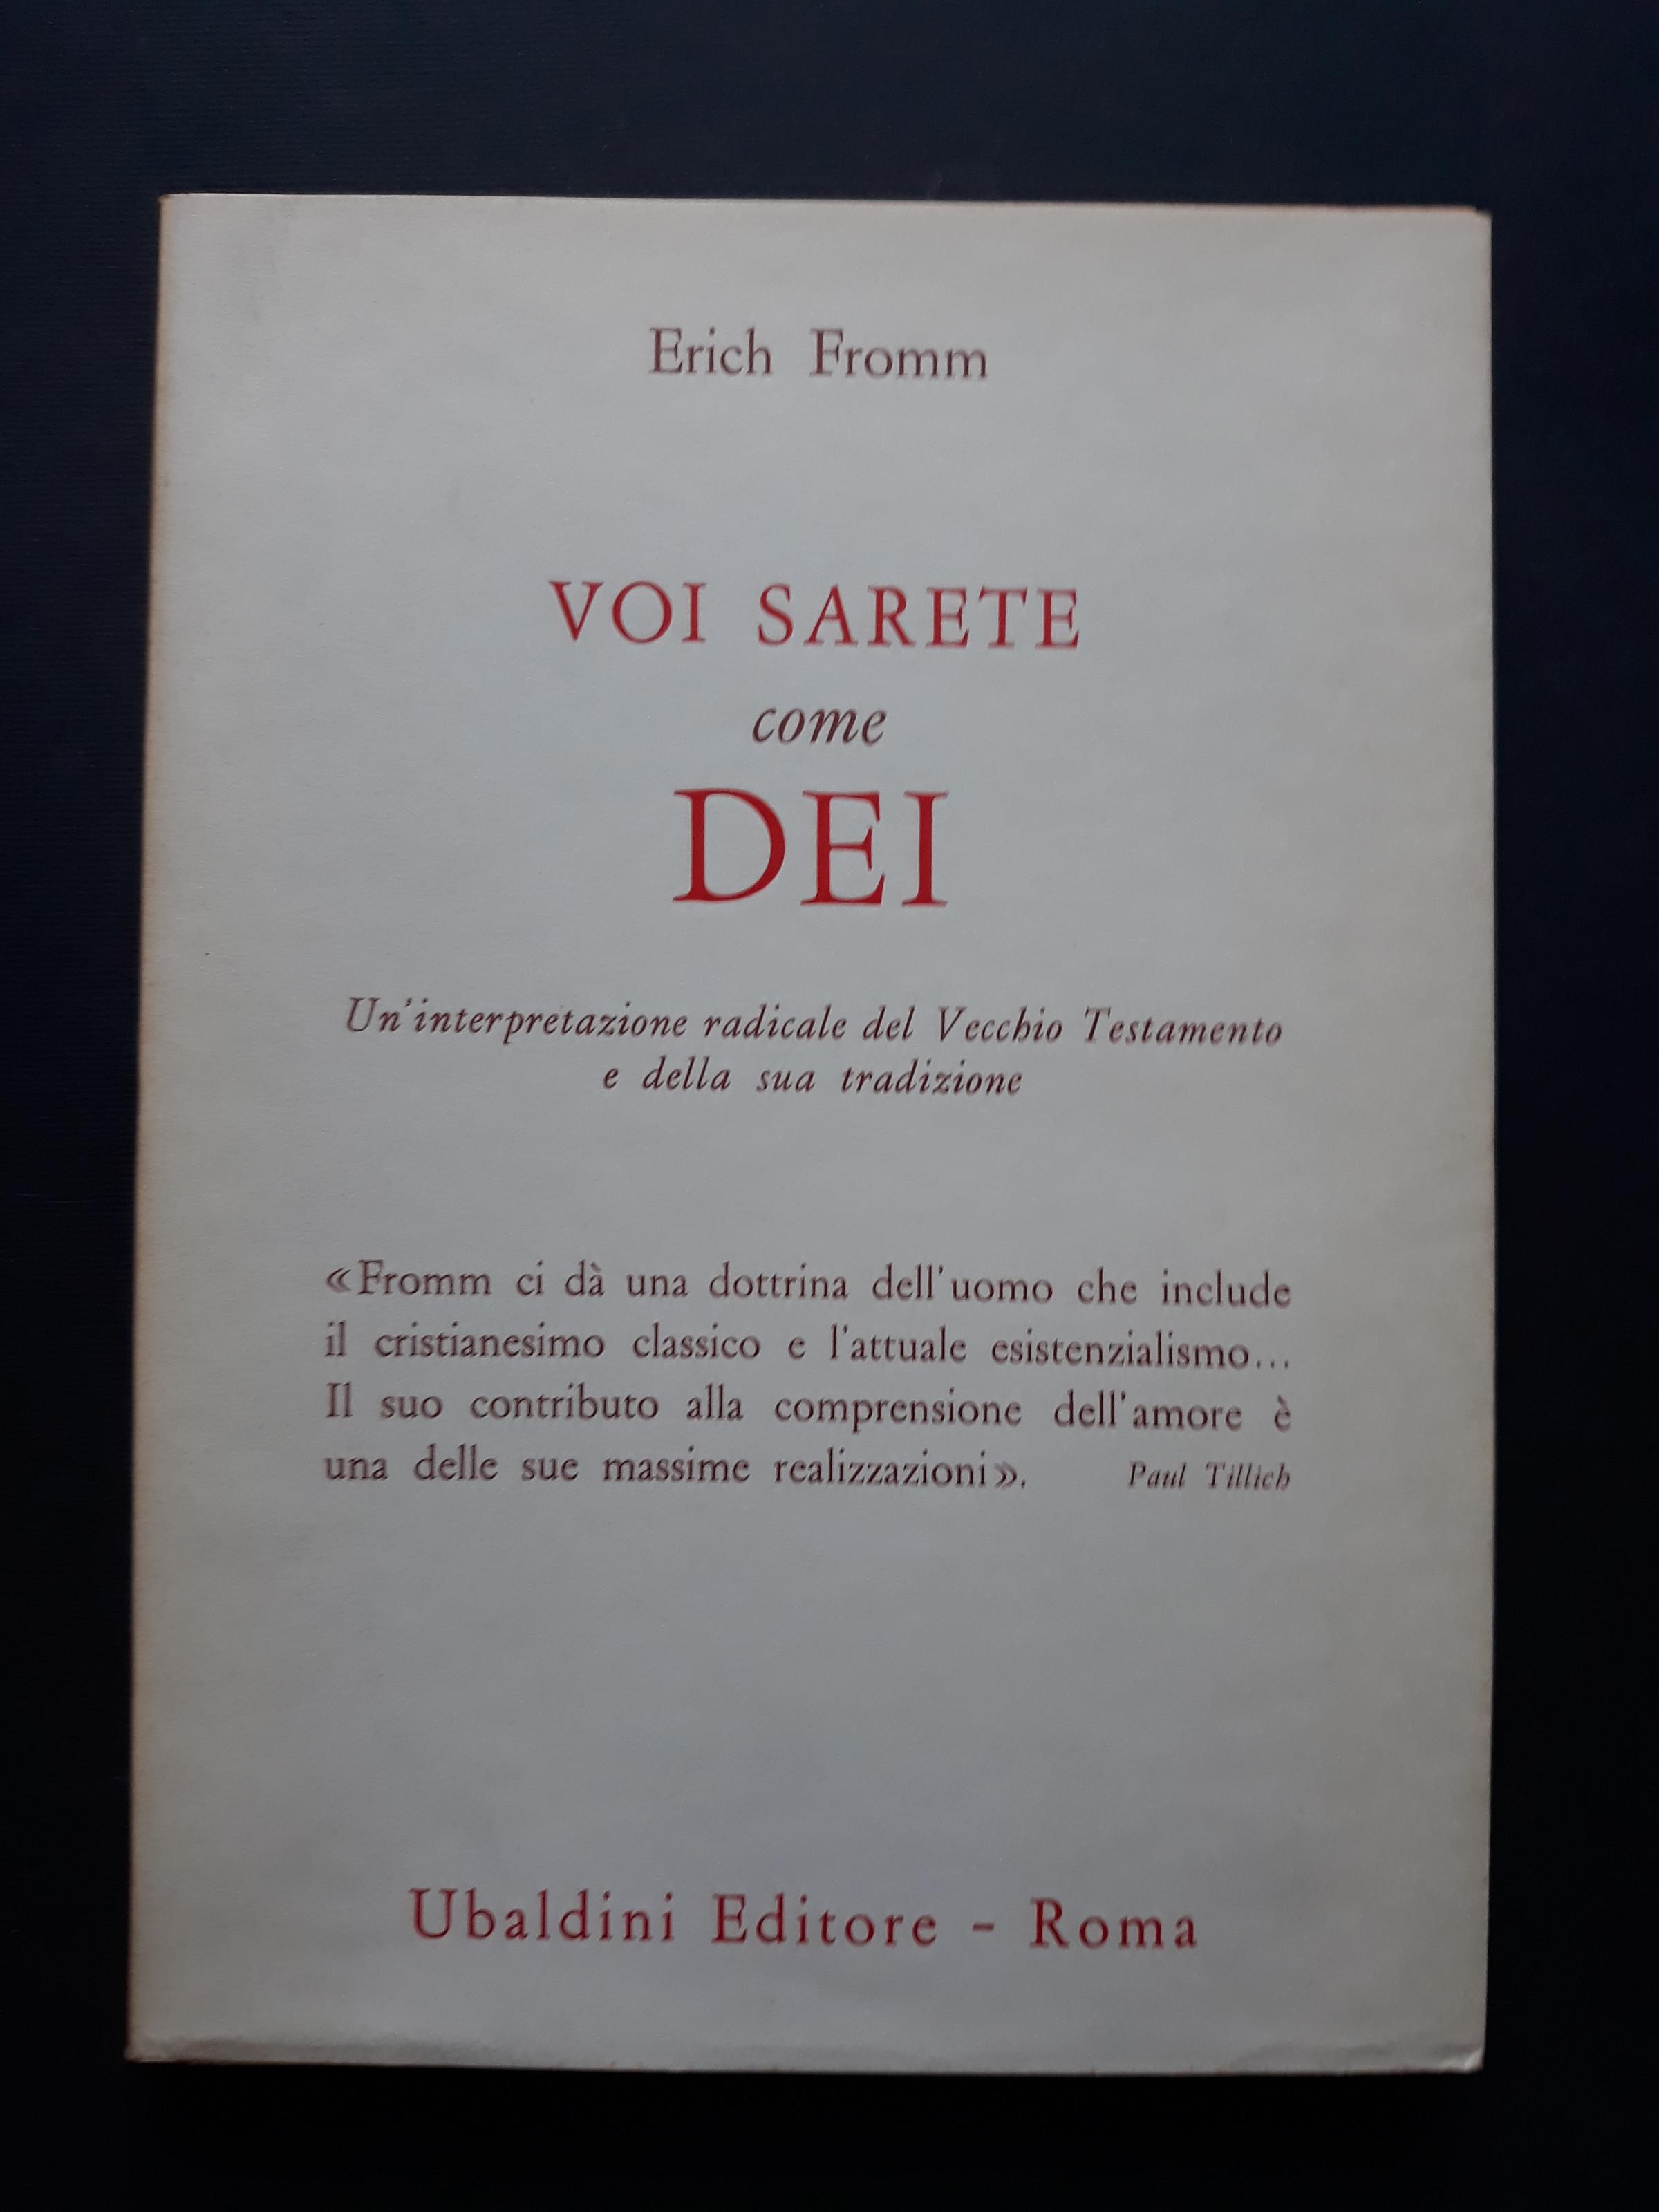 Erich Fromm
VOI SARETE
come
DEI
Un'interpretazione radicale del Vecchio Testamento
e della sua tradizione
«Fromm ci dà una dottrina dell'uomo che include
il cristianesimo classico e l'attuale esistenzialismo...
Il suo contributo alla comprensione dell'amore è
una delle sue massime realizzazioni». Paul Tillich
Ubaldini Editore - Roma